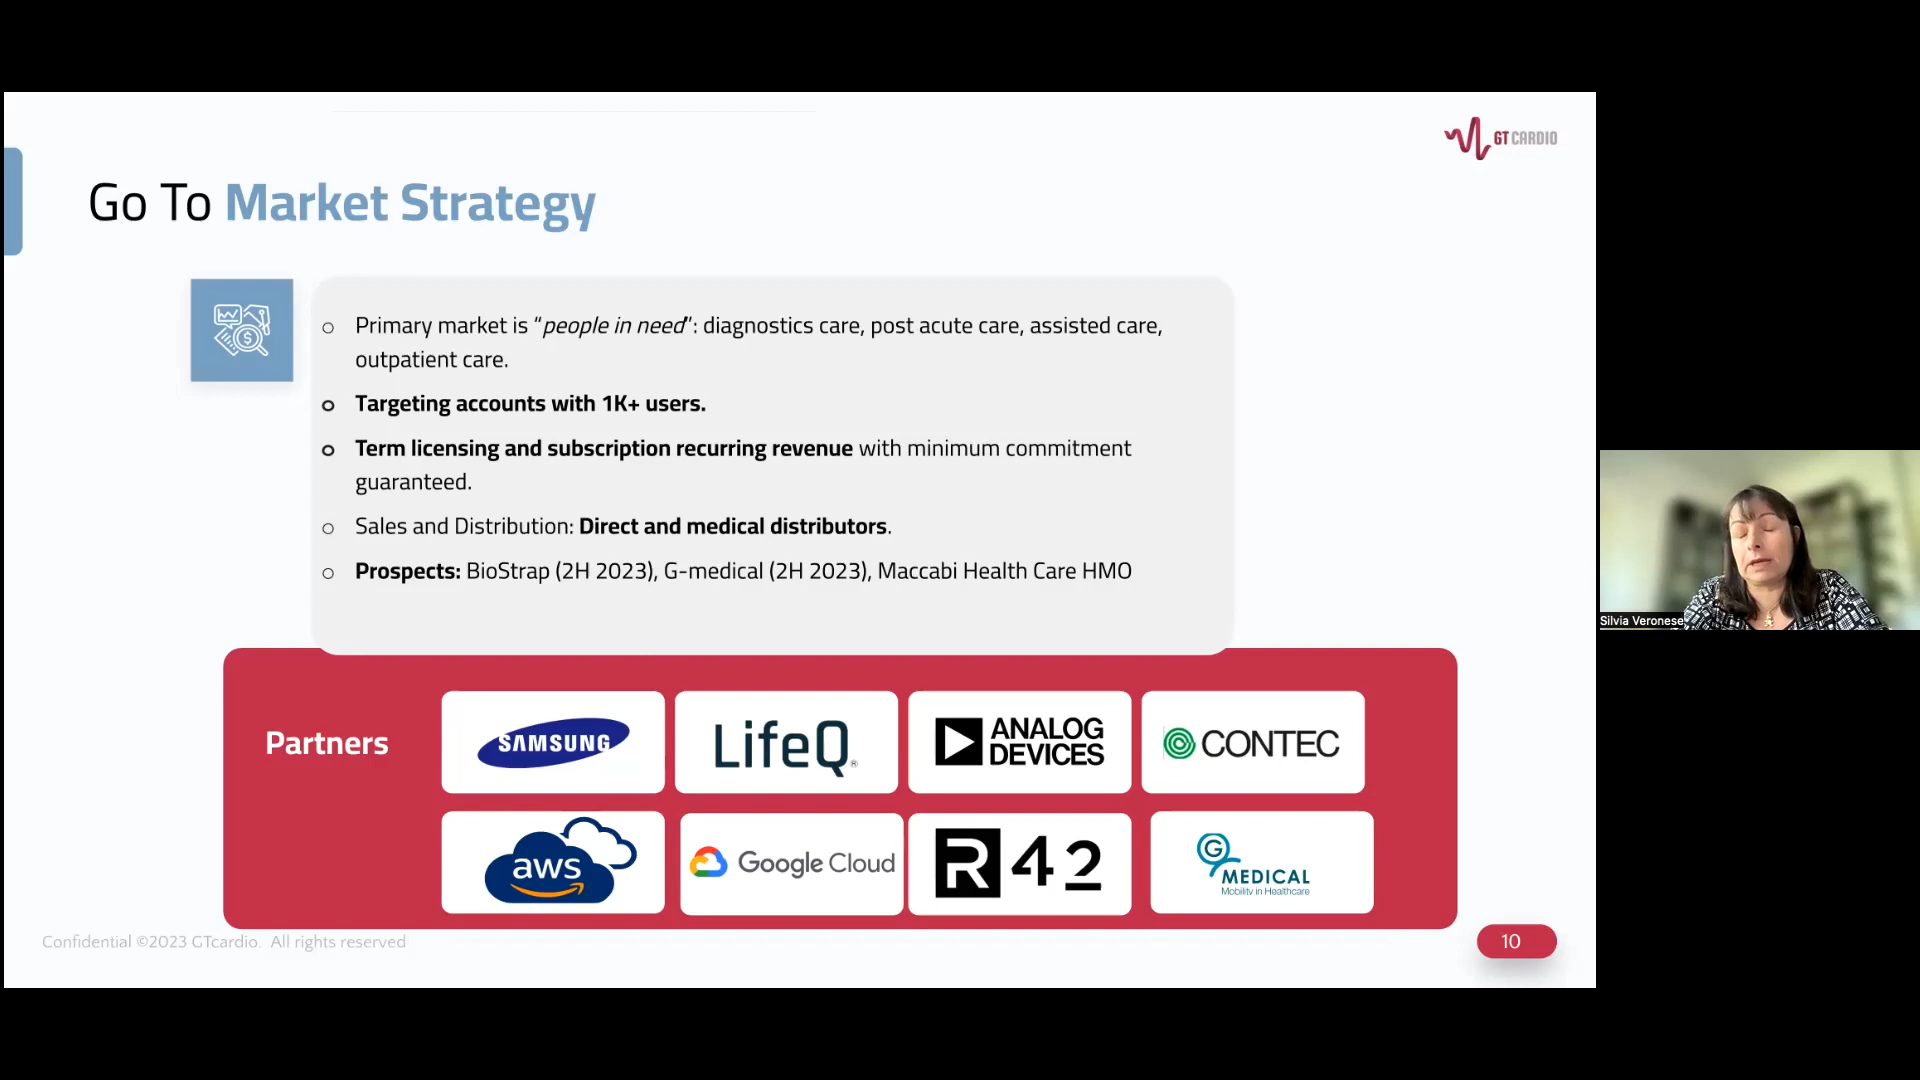 GT CARDIO
Go To Market Strategy
Primary market is “people in need”: diagnostics care, post acute care, assisted care,
outpatient care.
Targeting accounts with 1K+ users.
Term licensing and subscription recurring revenue with minimum commitment
guaranteed.
Sales and Distribution: Direct and medical distributors.
Prospects: BioStrap (2H 2023), G-medical (2H 2023), Maccabi Health Care HMO
Silvia Veronese
Partners
SAMSUNG
LifeQ®
ANALOG
DEVICES
CONTEC
aws
Google Cloud
R42
G
MEDICAL
Mobility in Healthcare
Confidential ©2023 GTcardio. All rights reserved
10